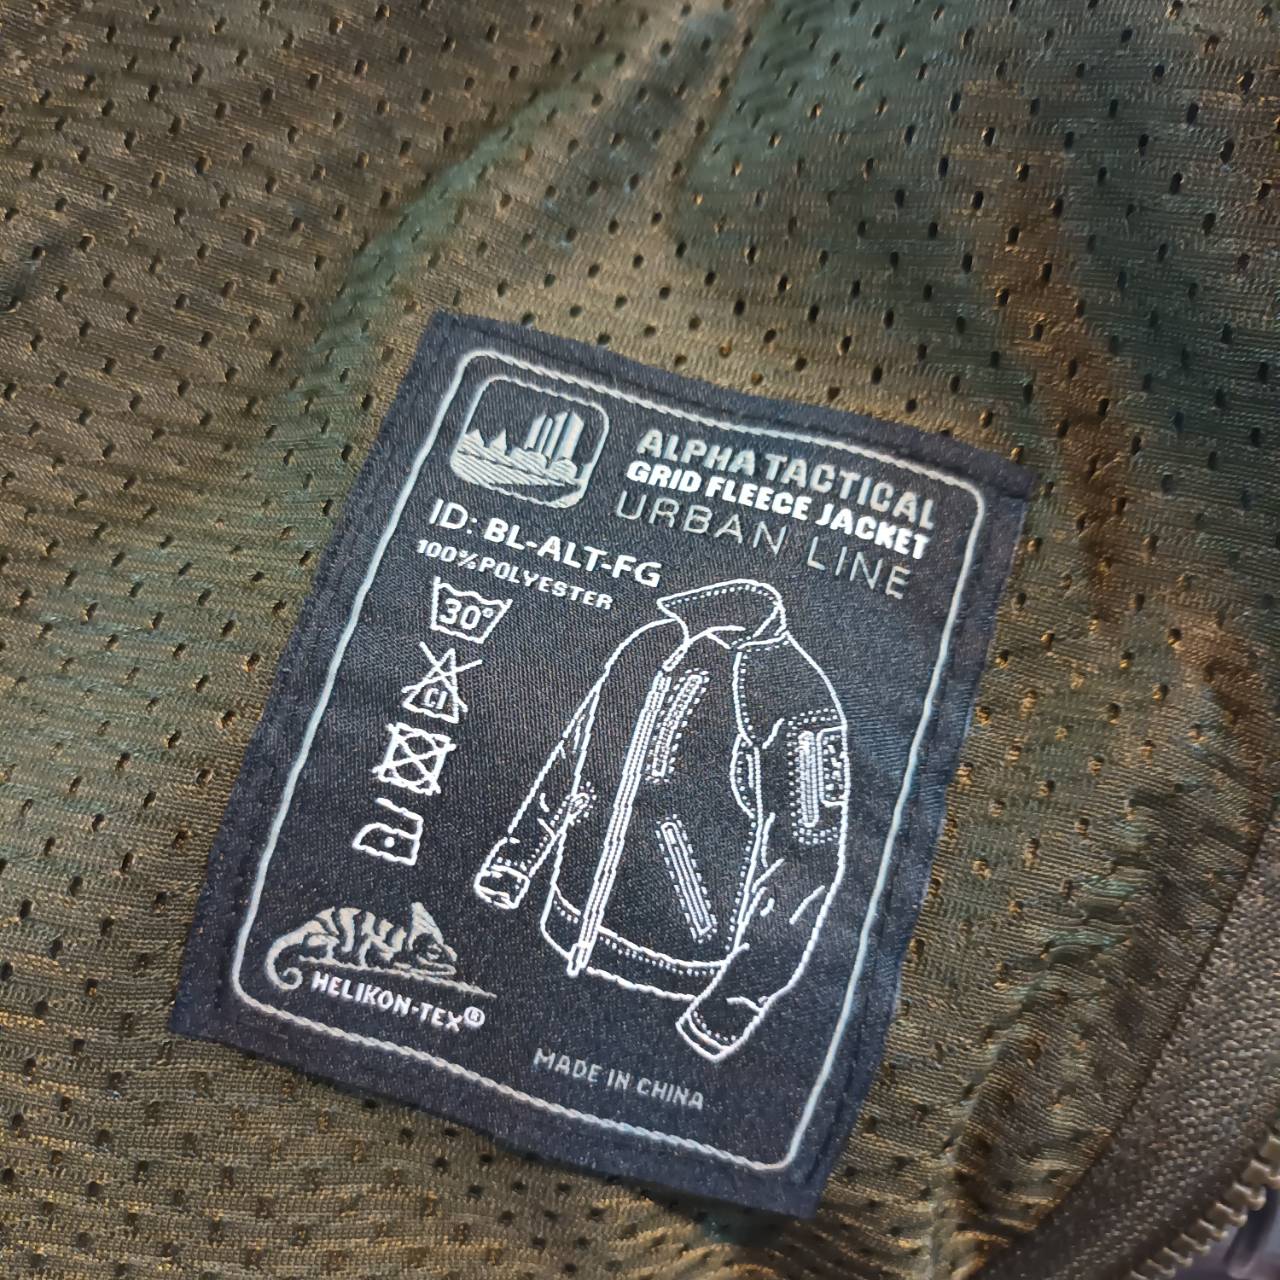 ALPHA TACTICAL
GRID FLEECE JACKET
URBAN LINE
ID: BL-ALT-FG
100% POLYESTER
30°
Cl
HELIKON-TEX®
MADE IN CHINA